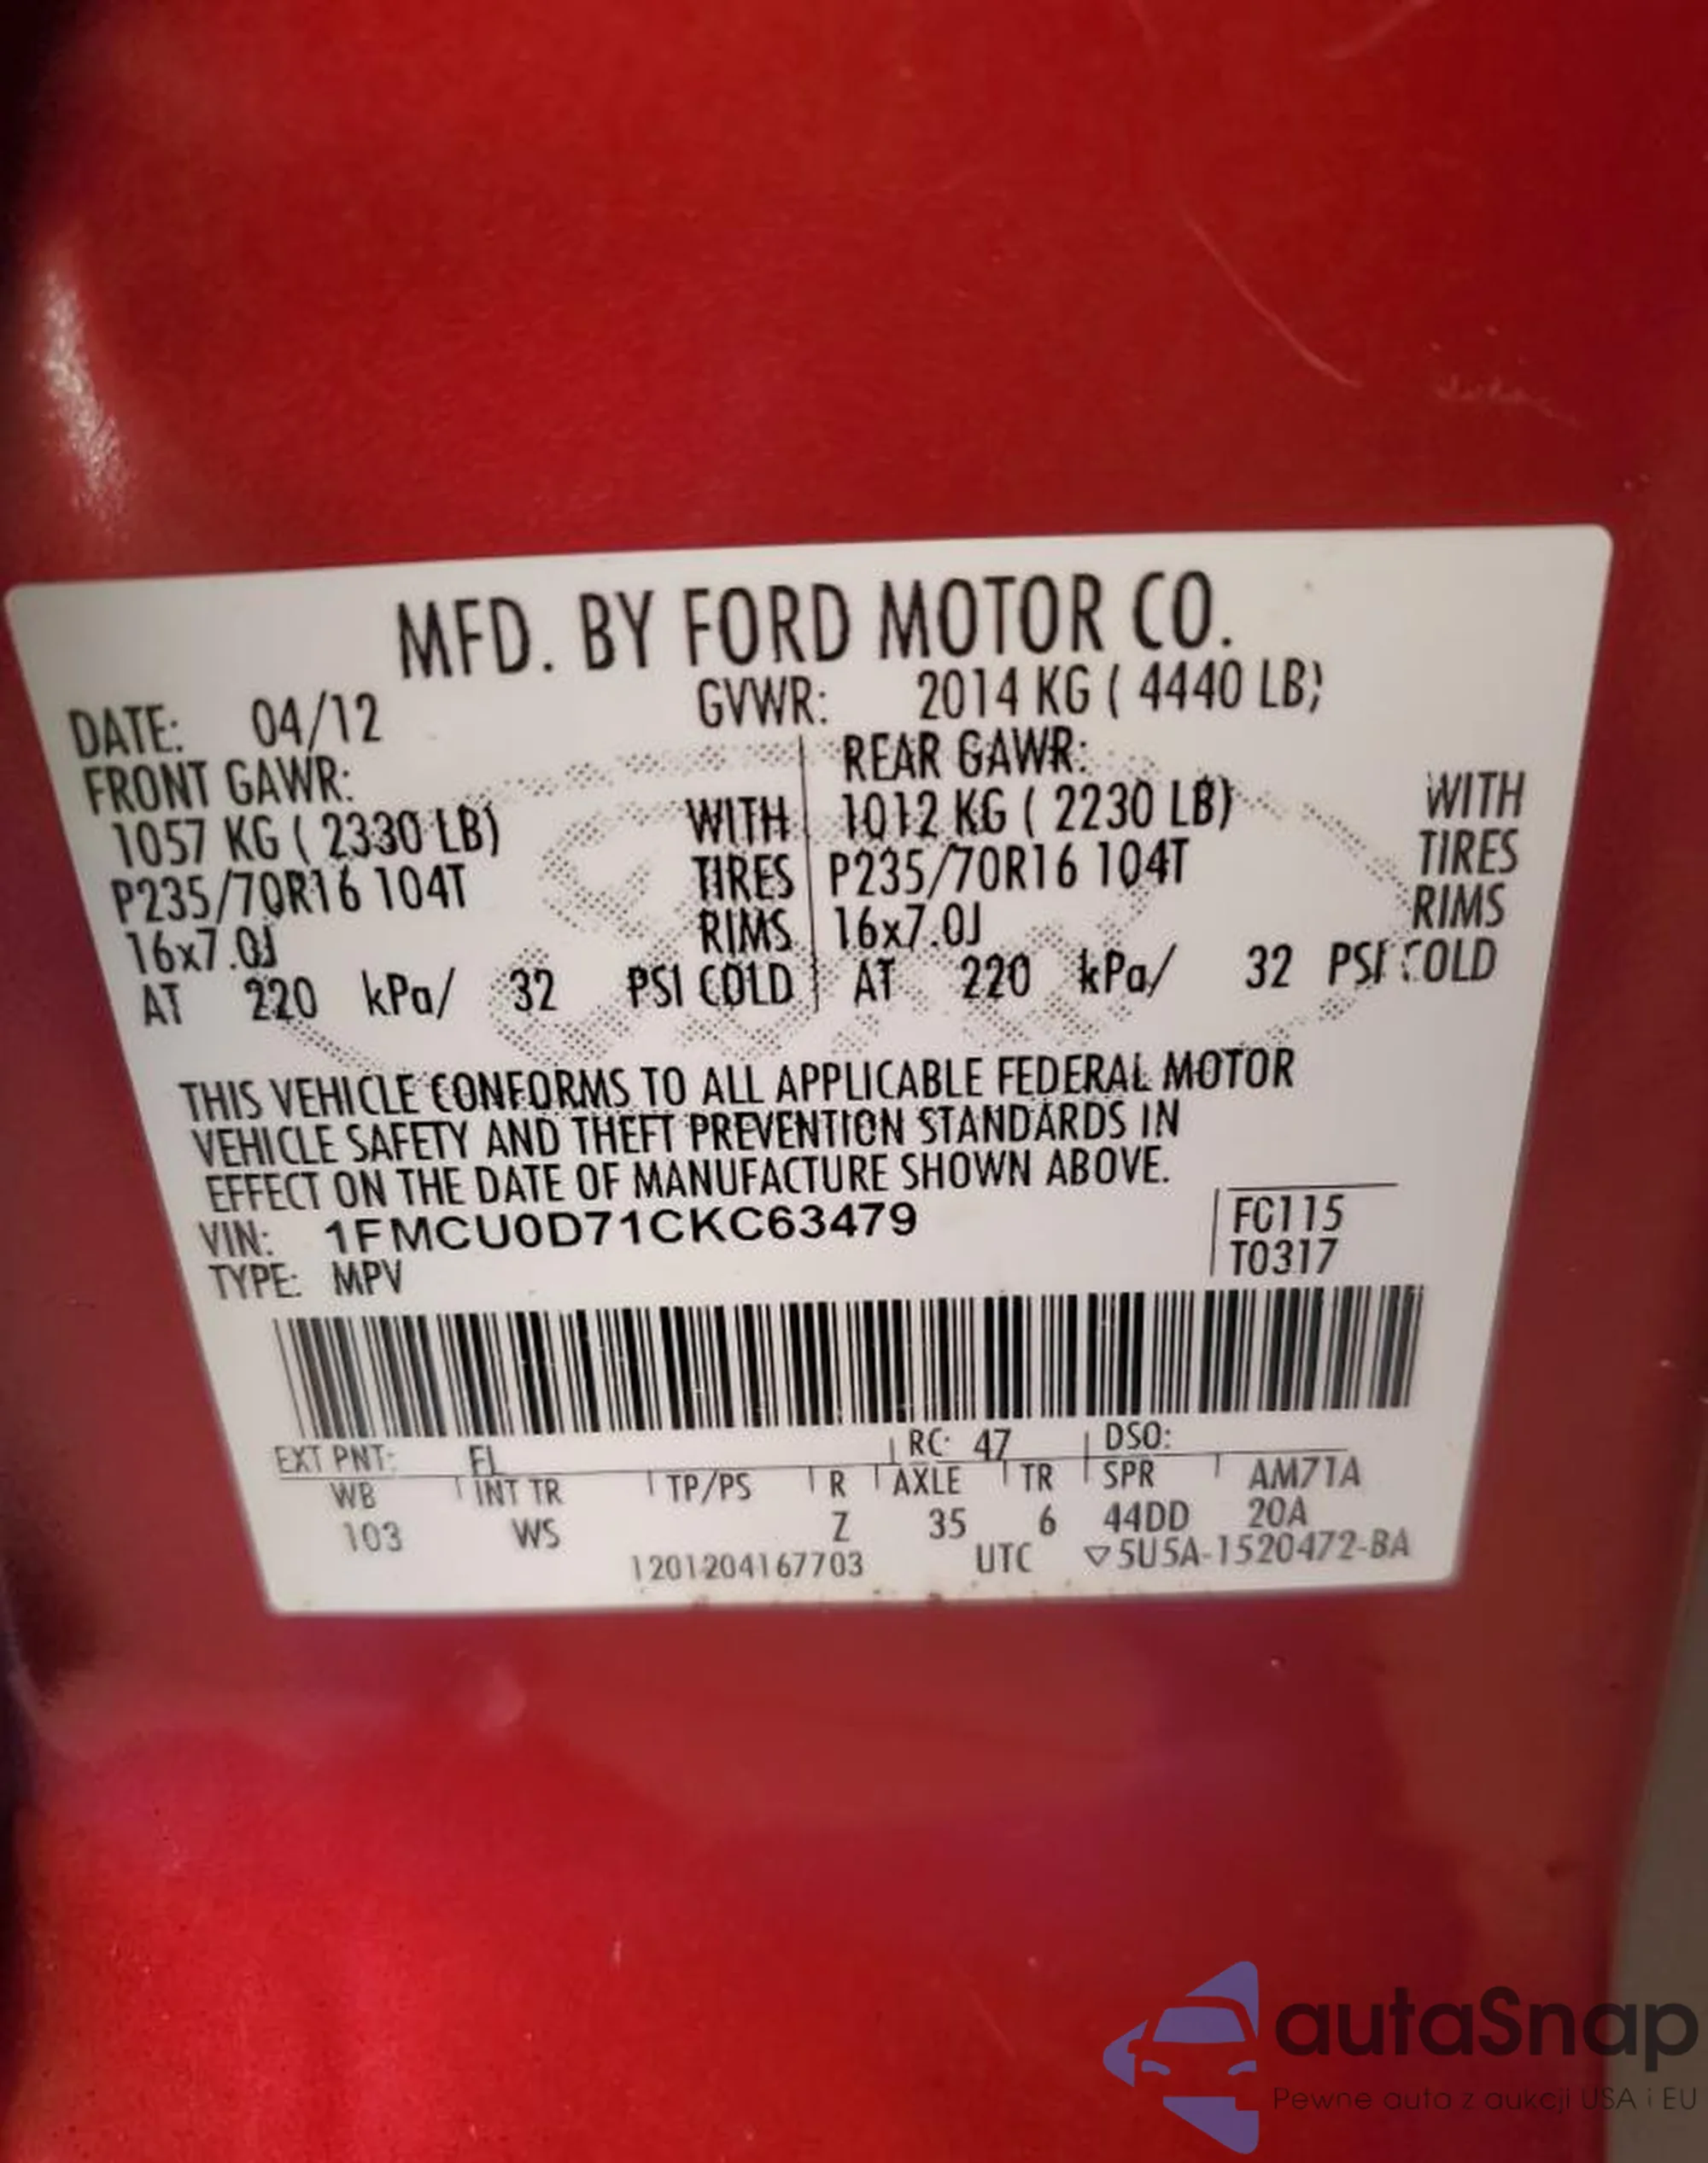 MFD. BY FORD MOTOR CO.
DATE: 04/12 GVWR: 2014 KG ( 4440 LB)
FRONT GAWR: REAR GAWR:
1057 KG ( 2330 LB) WITH 1012 KG ( 2230 LB) WITH
P235/70R16 104T TIRES P235/70R16 104T TIRES
16x7.0J RIMS 16x7.0J RIMS
AT 220 kPa/ 32 PSI COLD AT 220 kPa/ 32 PSI COLD
THIS VEHICLE CONFORMS TO ALL APPLICABLE FEDERAL MOTOR
VEHICLE SAFETY AND THEFT PREVENTION STANDARDS IN
EFFECT ON THE DATE OF MANUFACTURE SHOWN ABOVE.
VIN: 1FMCU0D71CKC63479 FC115
TYPE: MPV T0317
EXT PNT: EL RC: 47 DSO:
WB INT TR TP/PS R AXLE TR SPR AM71A
103 WS Z 35 6 44DD 20A
1201204167703 UTC ▽5U5A-1520472-BA
autaSnap
Pewne auta z aukcji USA i EU